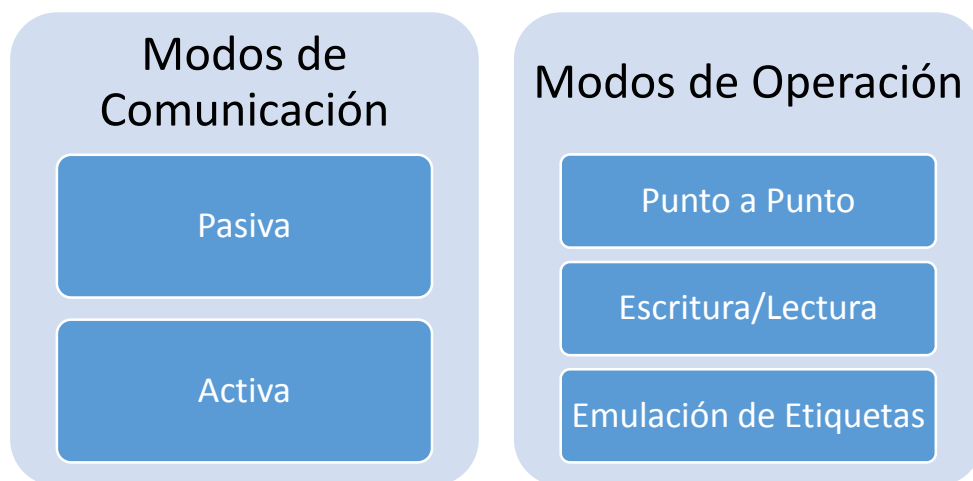 Modos de
Comunicación
Pasiva
Activa
Modos de Operación
Punto a Punto
Escritura/Lectura
Emulación de Etiquetas